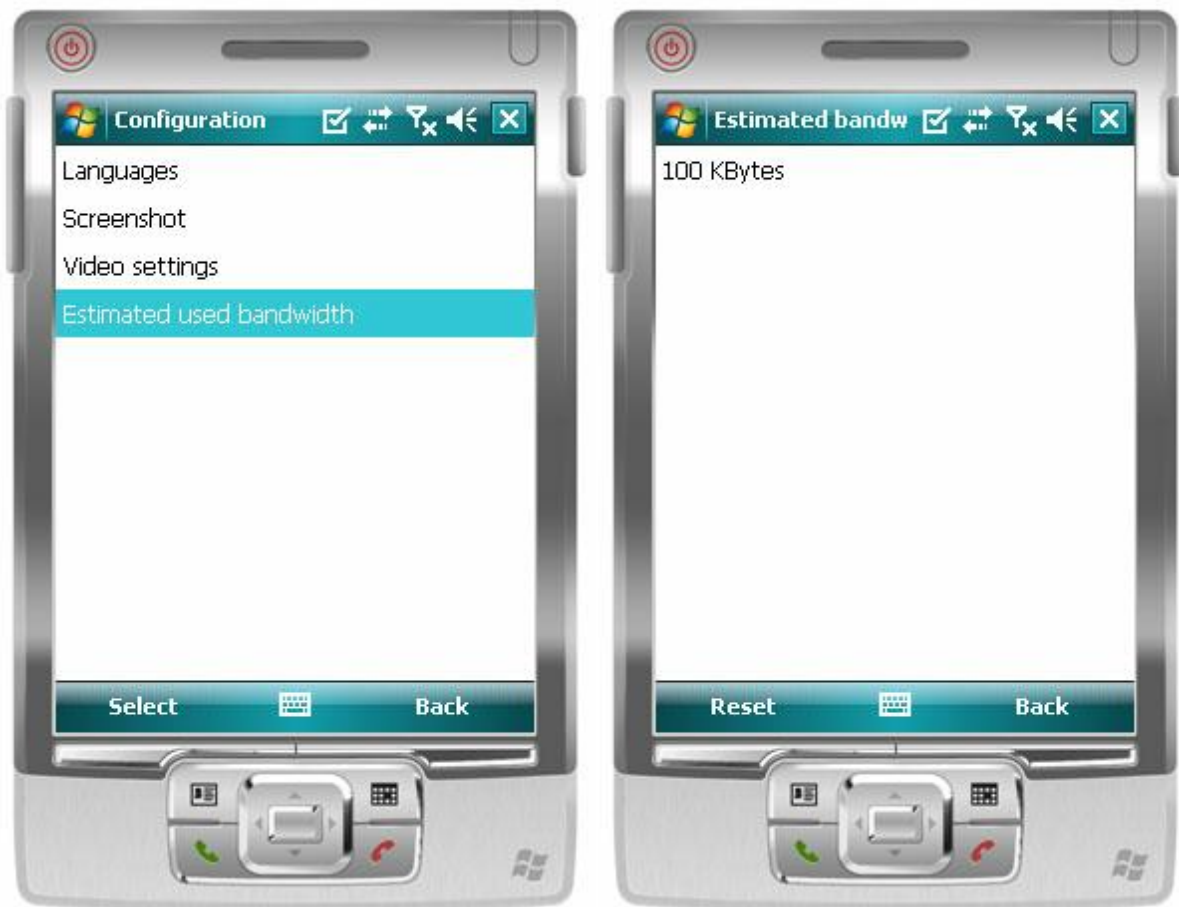 Configuration
Languages
Screenshot
Video settings
Estimated used bandwidth
Select
Back
Estimated bandw
100 KBytes
Reset
Back